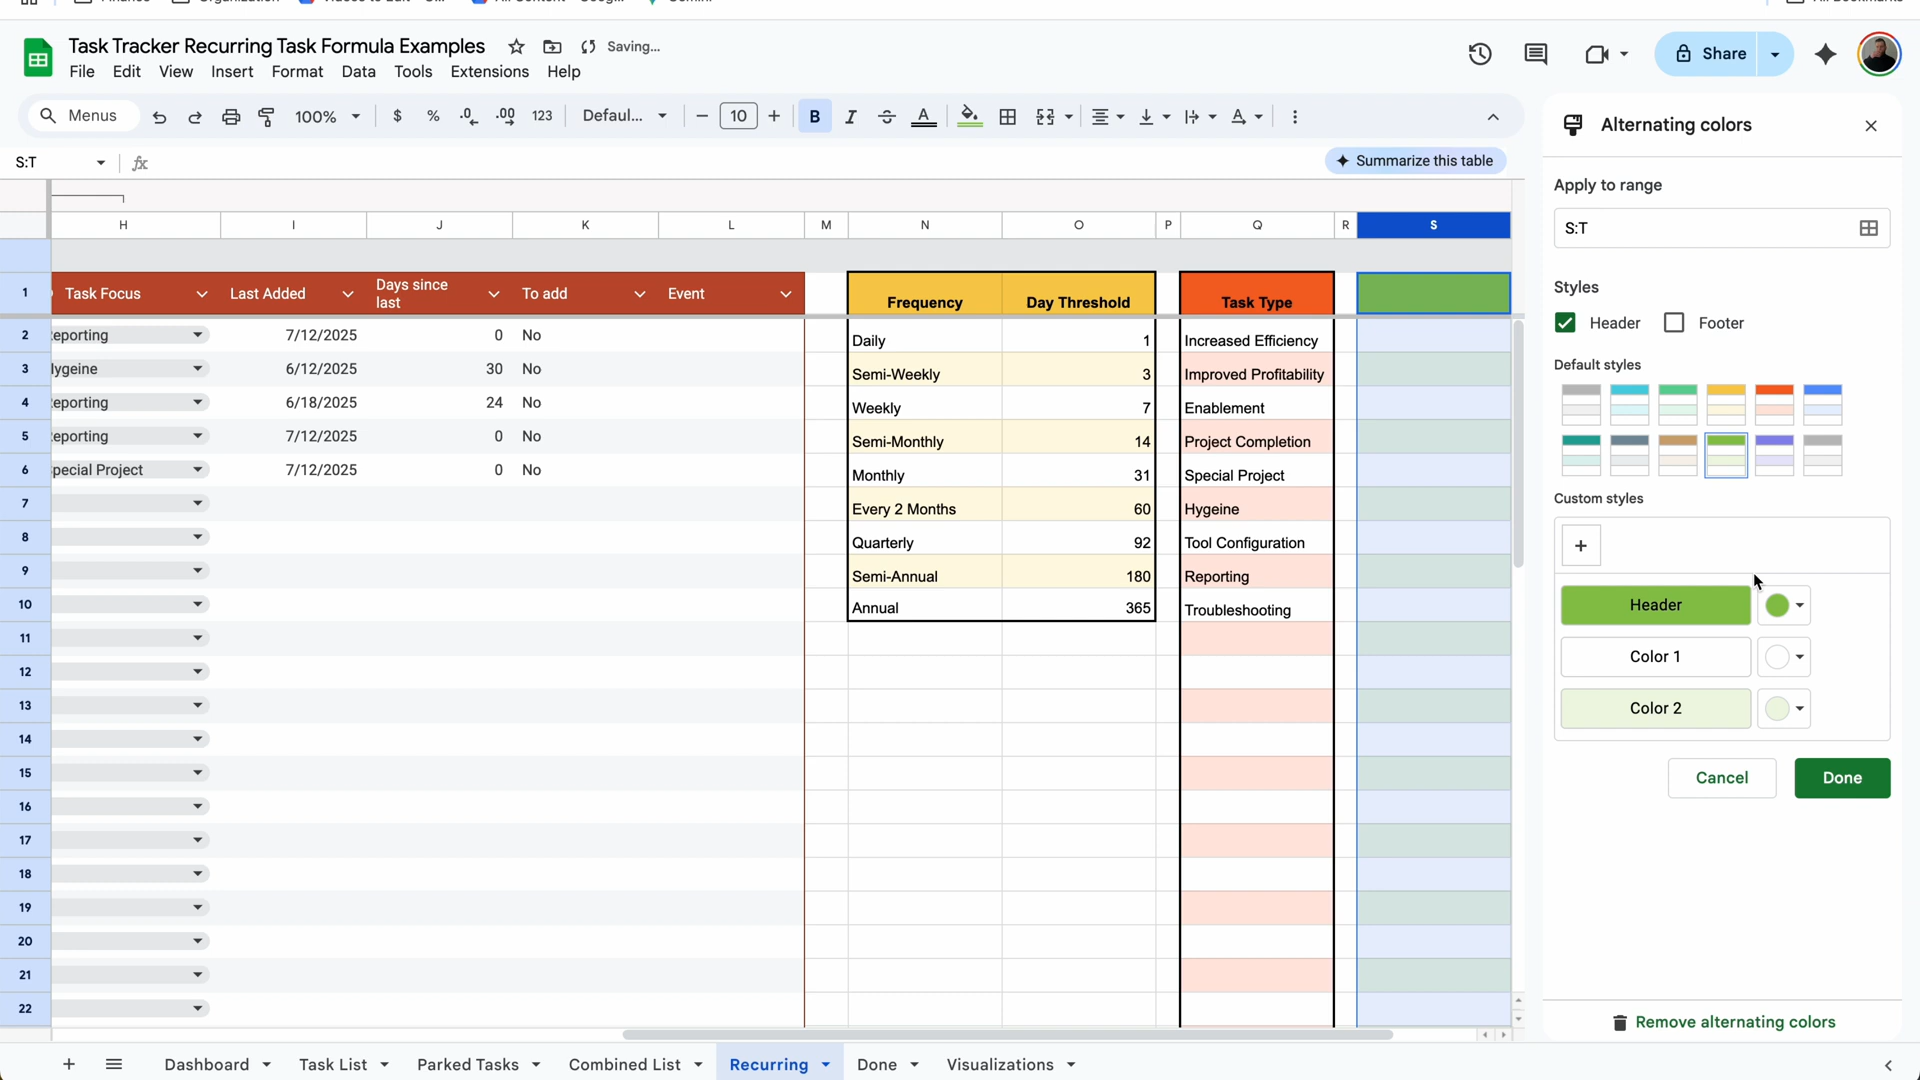 Task Tracker Recurring Task Formula Examples
Saving...
File Edit View Insert Format Data Tools Extensions Help
Share
Menus
100%
$ % .0 .00 123
Defaul...
10
B
S:T
fx
Summarize this table
H I J K L M N O P Q R S
1 Task Focus Last Added Days since last To add Event Frequency Day Threshold Task Type
2 eporting 7/12/2025 0 No Daily 1 Increased Efficiency
3 lygeine 6/12/2025 30 No Semi-Weekly 3 Improved Profitability
4 eporting 6/18/2025 24 No Weekly 7 Enablement
5 eporting 7/12/2025 0 No Semi-Monthly 14 Project Completion
6 pecial Project 7/12/2025 0 No Monthly 31 Special Project
7 Every 2 Months 60 Hygeine
8 Quarterly 92 Tool Configuration
9 Semi-Annual 180 Reporting
10 Annual 365 Troubleshooting
11
12
13
14
15
16
17
18
19
20
21
22
Alternating colors
Apply to range
S:T
Styles
Header Footer
Default styles
Custom styles
+
Header
Color 1
Color 2
Cancel Done
Remove alternating colors
Dashboard Task List Parked Tasks Combined List Recurring Done Visualizations